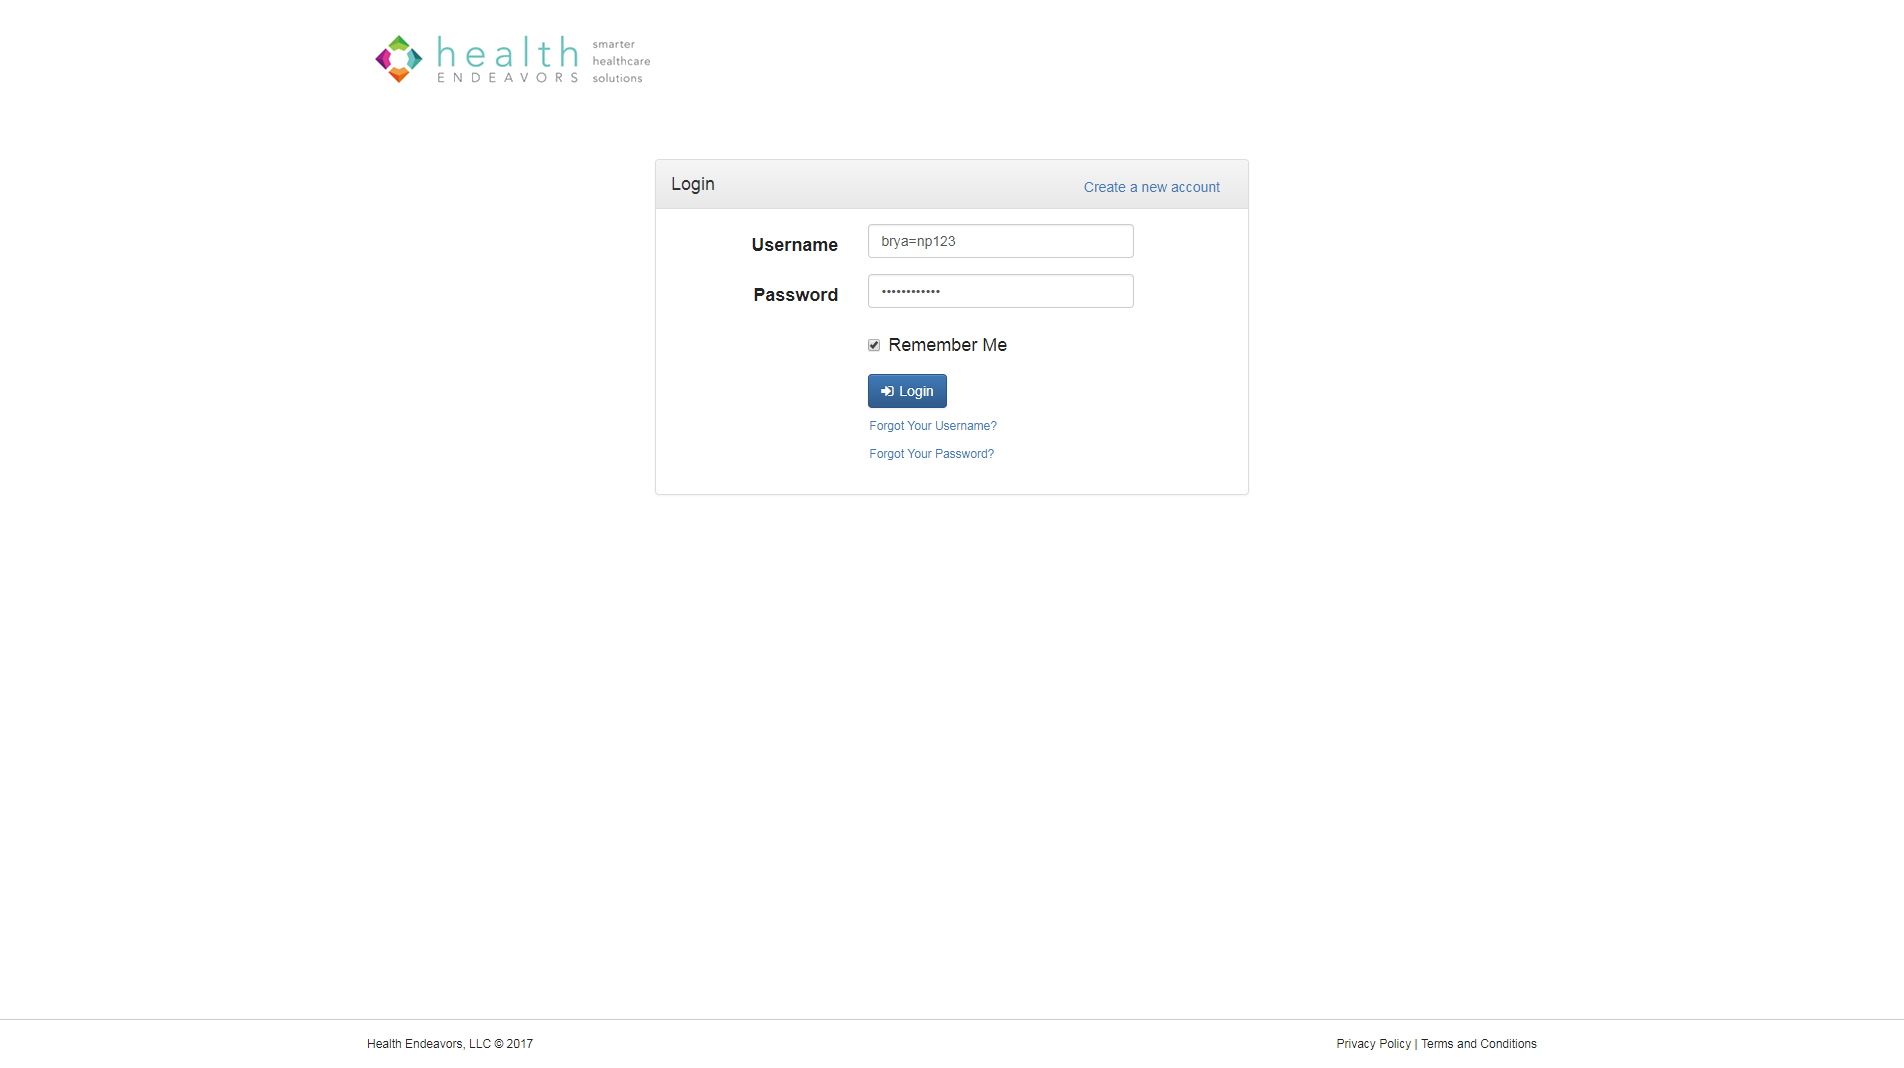 health
ENDEAVORS
smarter
healthcare
solutions
Login
Create a new account
Username
brya=np123
Password
••••••••••••
Remember Me
Login
Forgot Your Username?
Forgot Your Password?
Health Endeavors, LLC © 2017
Privacy Policy | Terms and Conditions